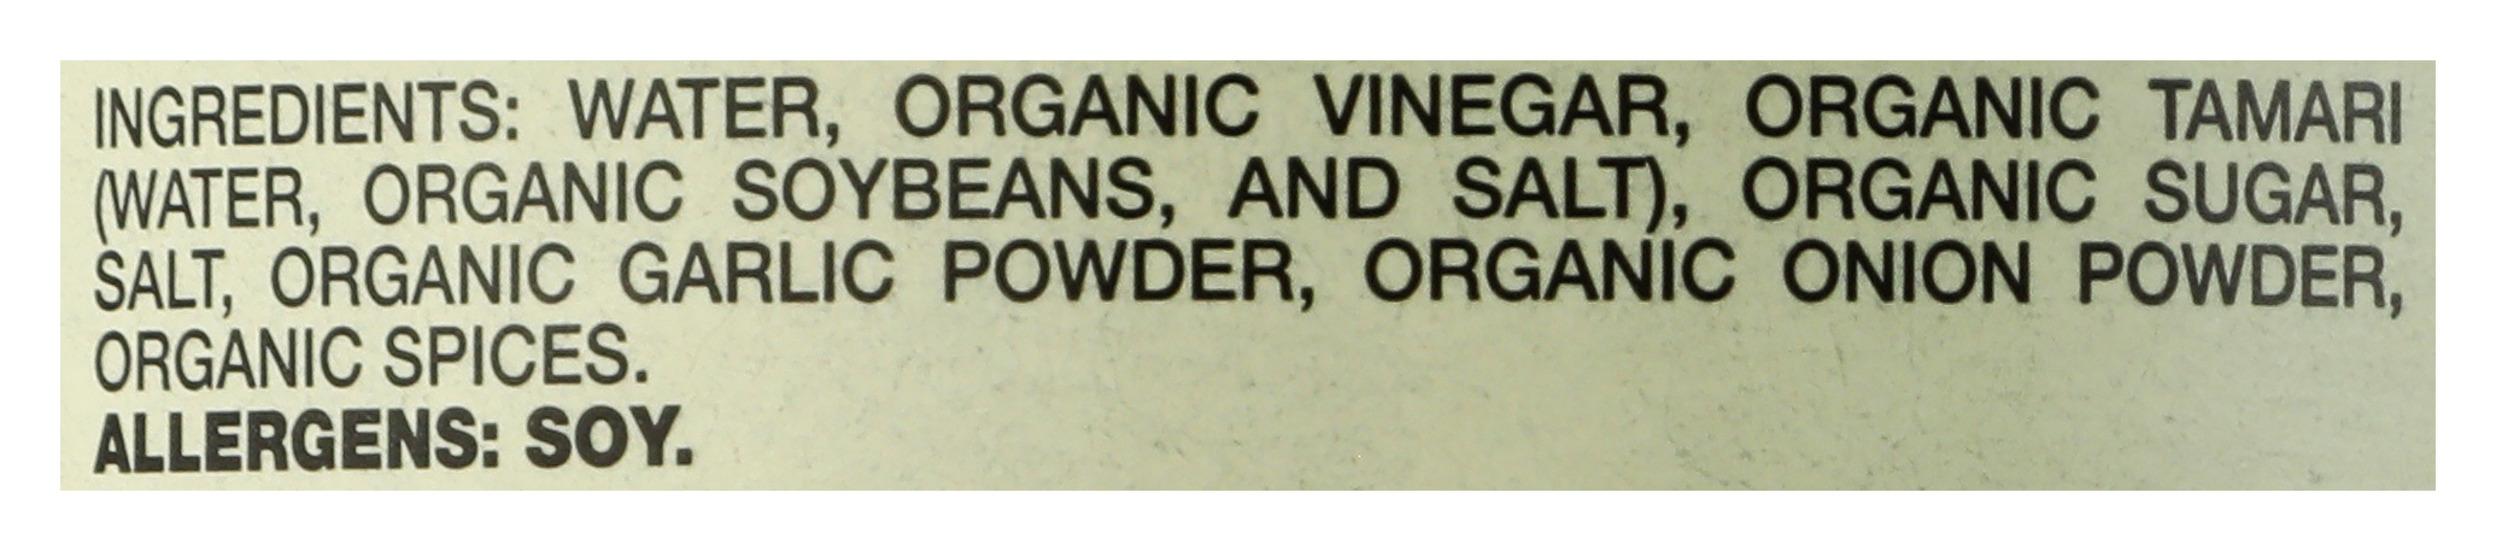 INGREDIENTS: WATER, ORGANIC VINEGAR, ORGANIC TAMARI
(WATER, ORGANIC SOYBEANS, AND SALT), ORGANIC SUGAR,
SALT, ORGANIC GARLIC POWDER, ORGANIC ONION POWDER,
ORGANIC SPICES.
ALLERGENS: SOY.